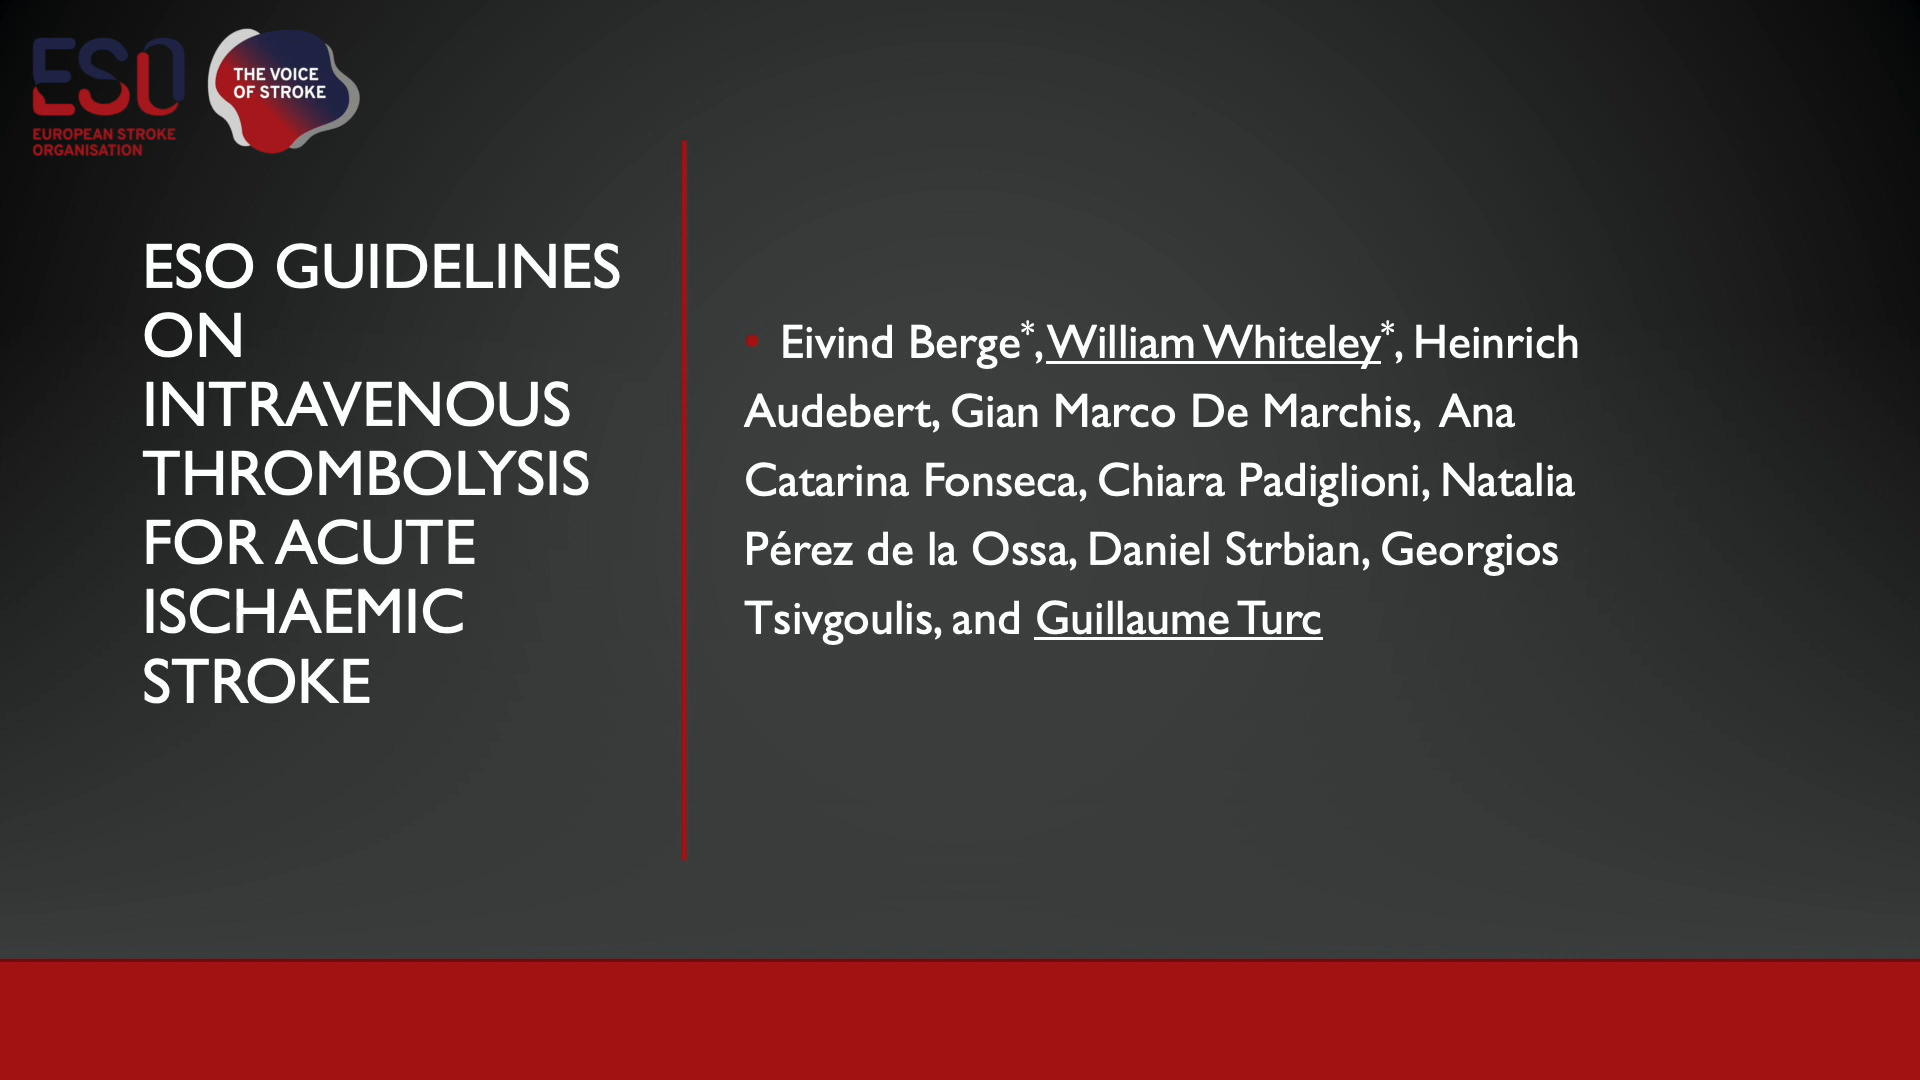 ESO
EUROPEAN STROKE
ORGANISATION
THE VOICE
OF STROKE
ESO GUIDELINES
ON
INTRAVENOUS
THROMBOLYSIS
FOR ACUTE
ISCHAEMIC
STROKE
• Eivind Berge*, William Whiteley*, Heinrich
Audebert, Gian Marco De Marchis, Ana
Catarina Fonseca, Chiara Padiglioni, Natalia
Pérez de la Ossa, Daniel Strbian, Georgios
Tsivgoulis, and Guillaume Turc